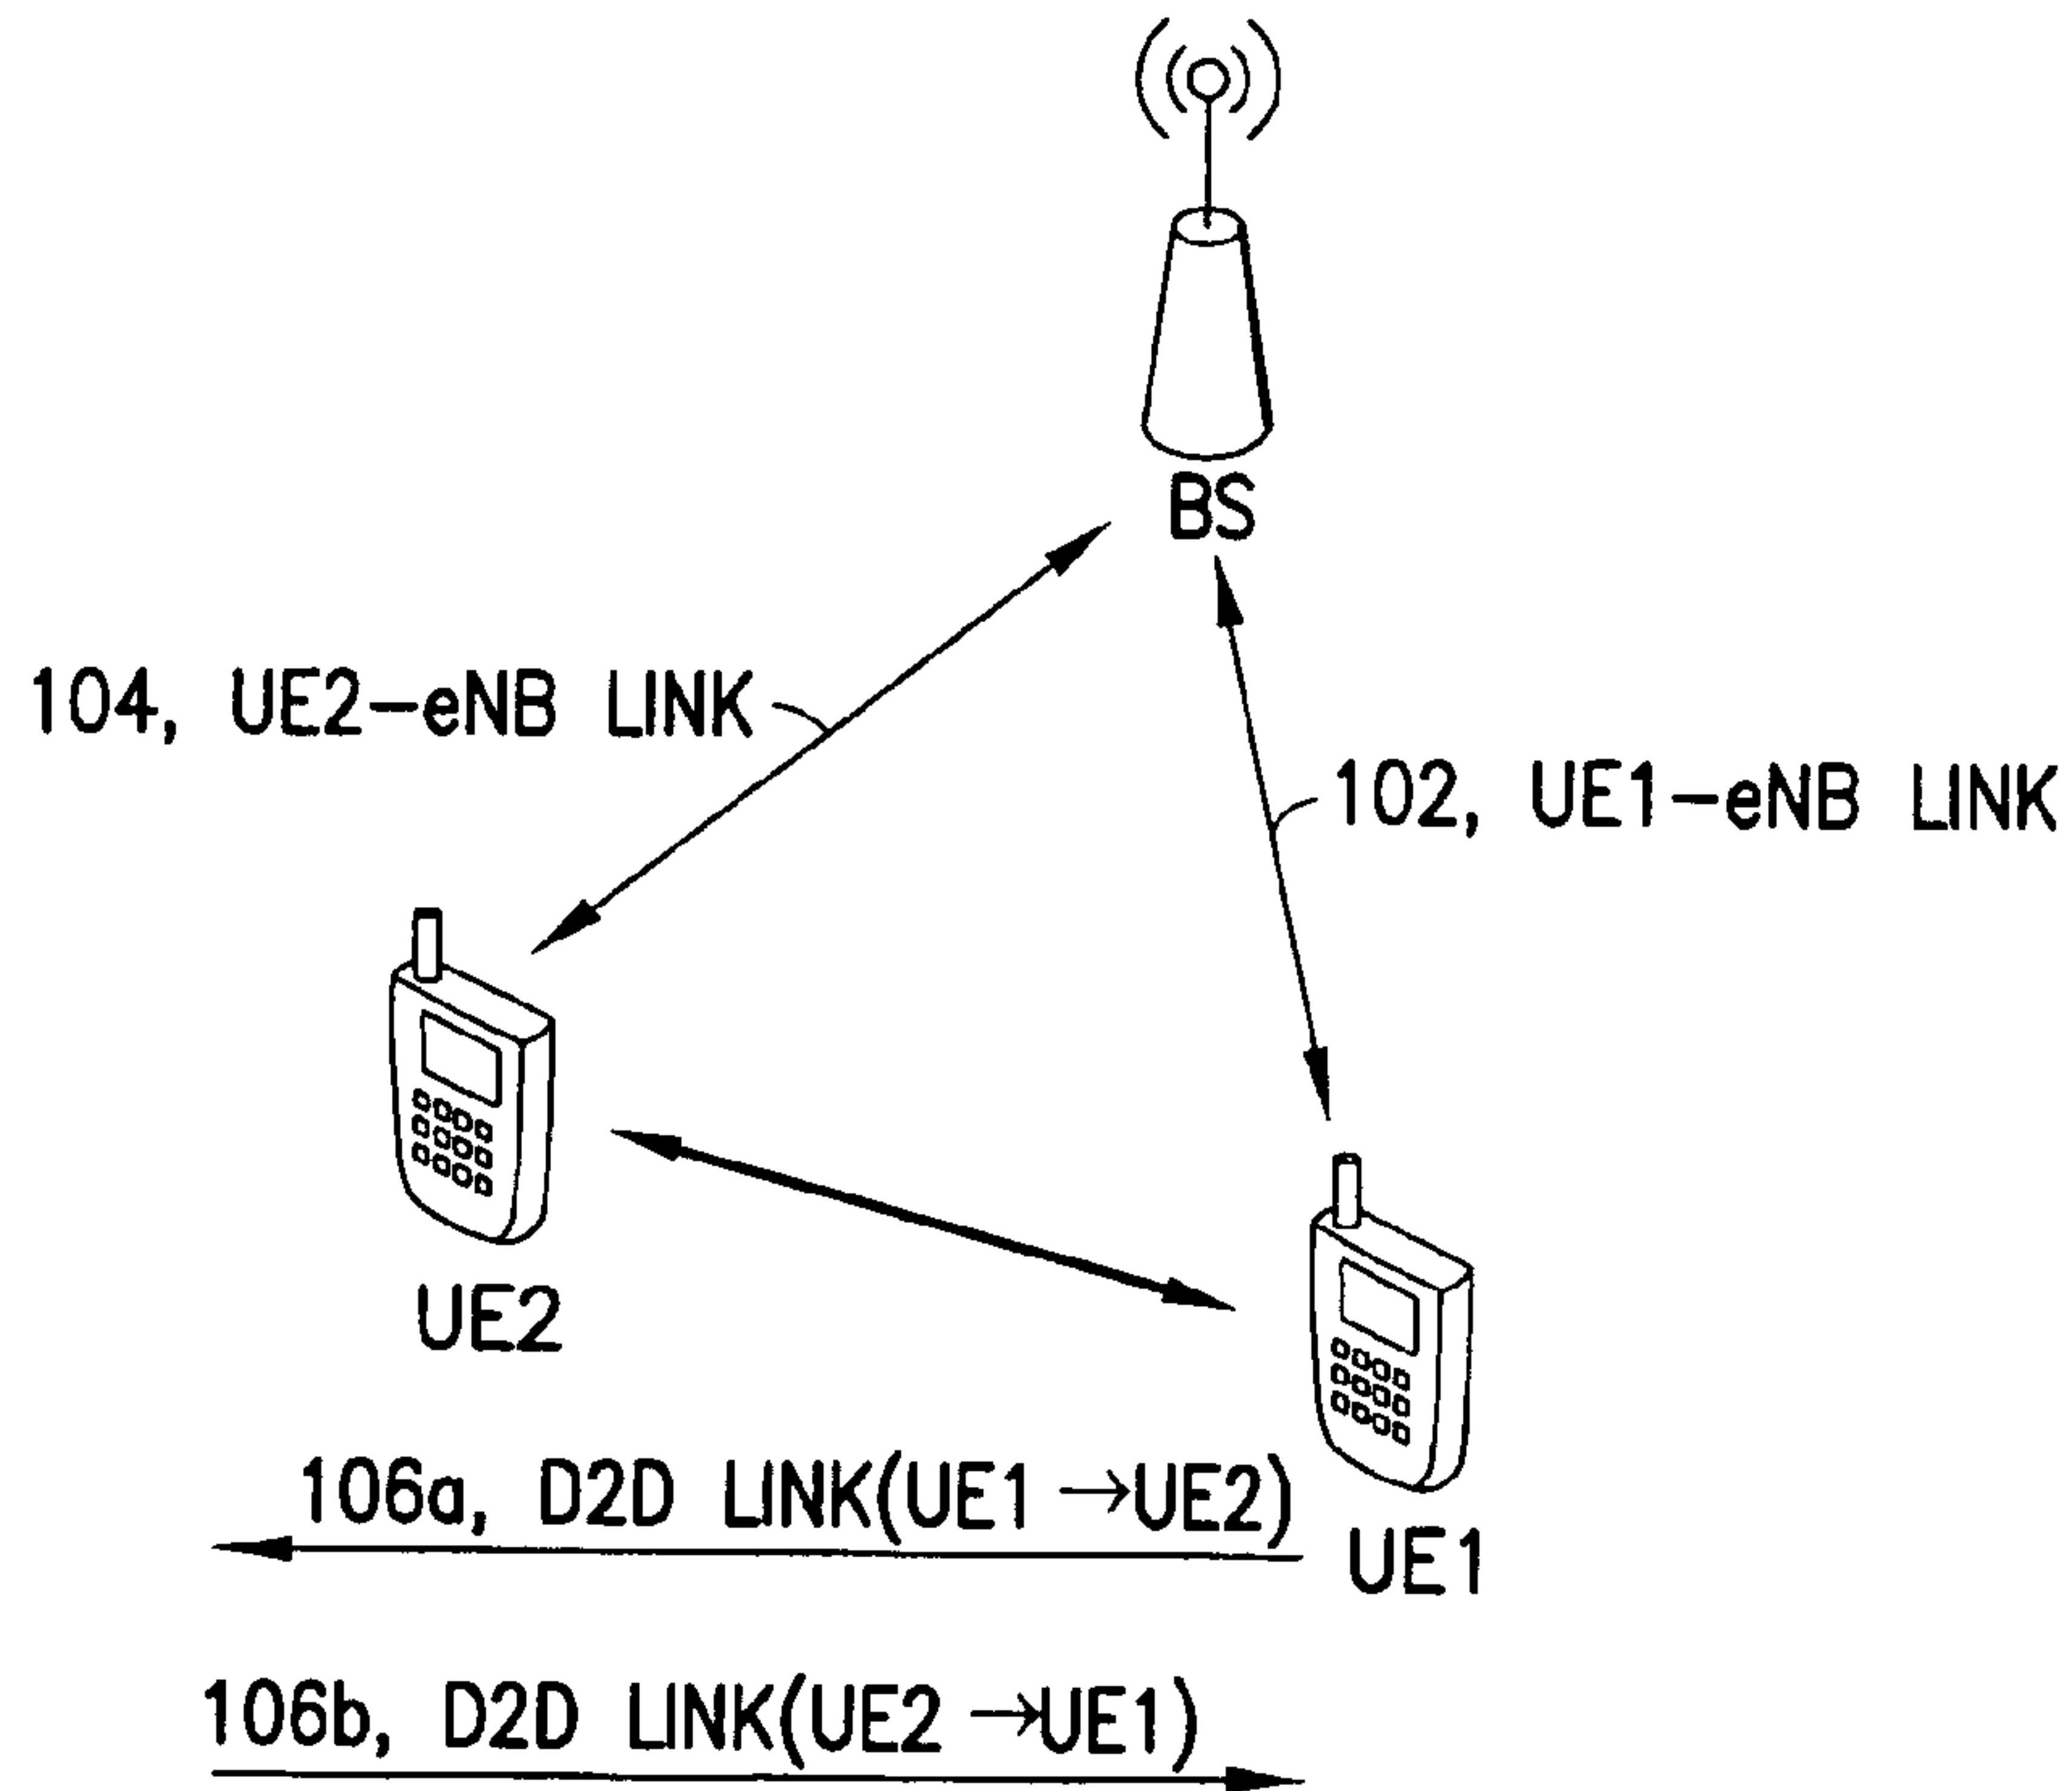 BS
104, UE2-eNB LINK
102, UE1-eNB LINK
UE2
106a, D2D LINK(UE1 →UE2)
UE1
106b, D2D LINK(UE2 →UE1)